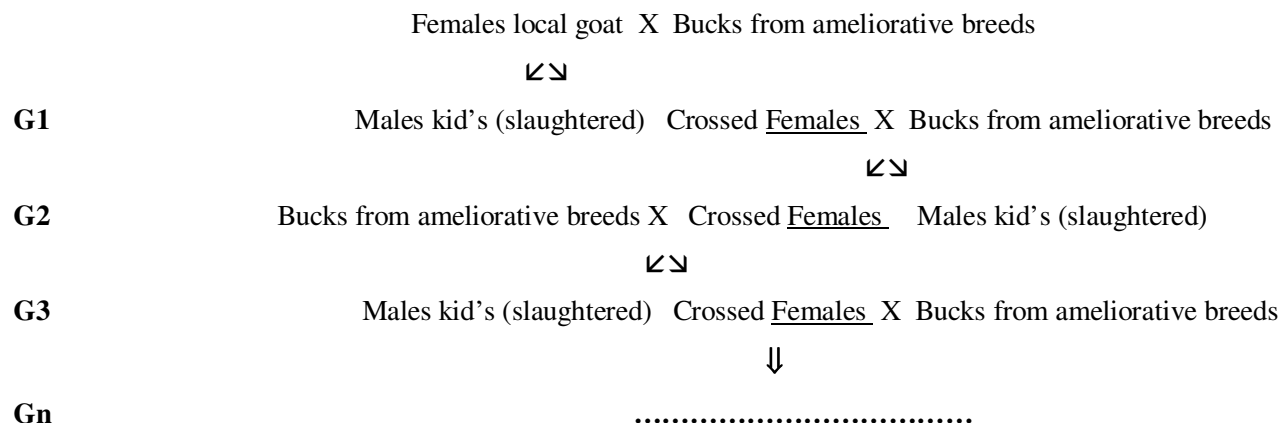 Females local goat X Bucks from ameliorative breeds
G1 Males kid's (slaughtered) Crossed Females X Bucks from ameliorative breeds
G2 Bucks from ameliorative breeds X Crossed Females Males kid's (slaughtered)
G3 Males kid's (slaughtered) Crossed Females X Bucks from ameliorative breeds
Gn .......................................